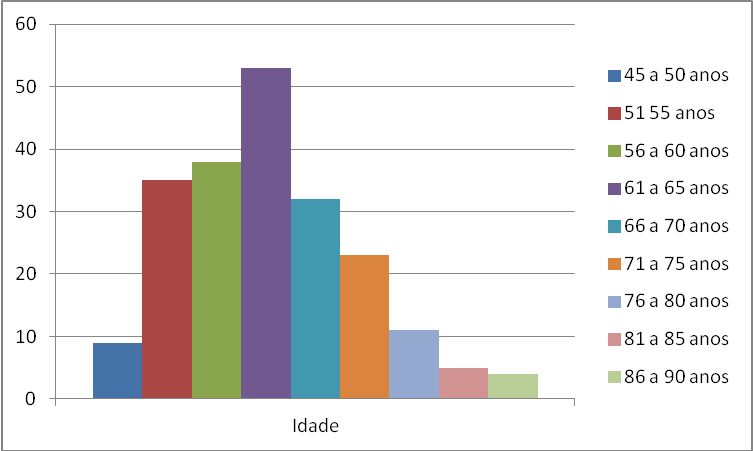 60
50
40
30
20
10
0
Idade
45 a 50 anos
51 55 anos
56 a 60 anos
61 a 65 anos
66 a 70 anos
71 a 75 anos
76 a 80 anos
81 a 85 anos
86 a 90 anos